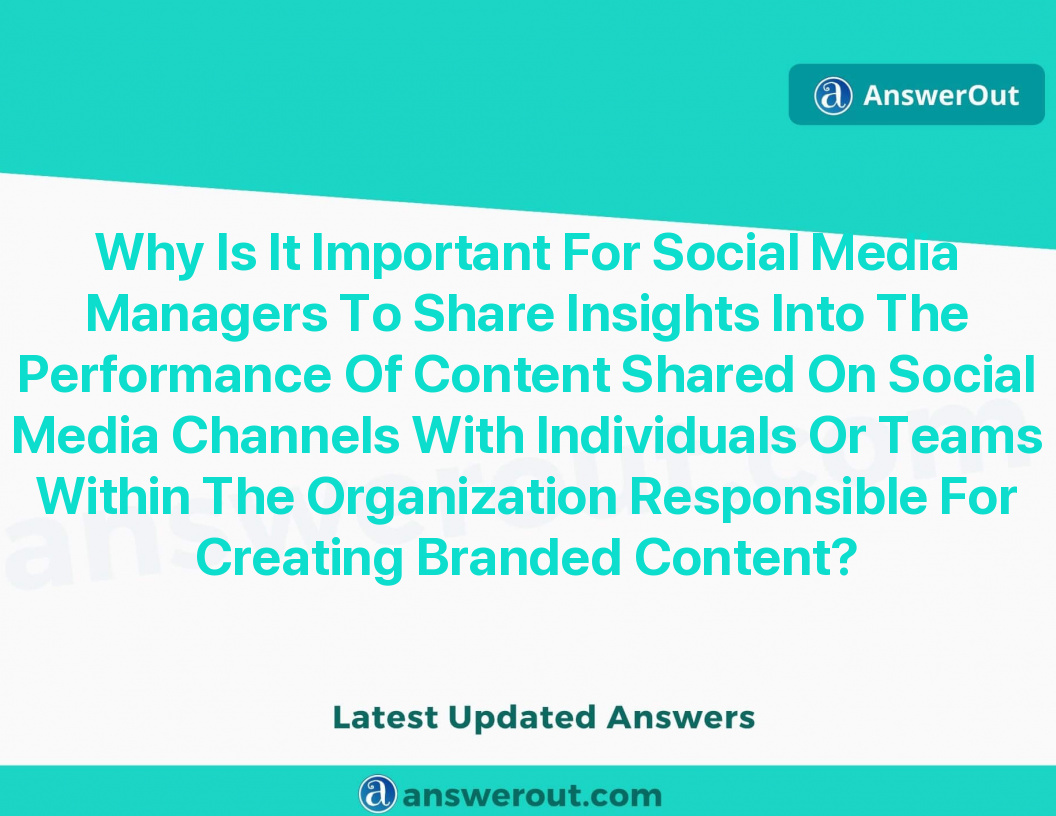 AnswerOut
Why Is It Important For Social Media
Managers To Share Insights Into The
Performance Of Content Shared On Social
Media Channels With Individuals Or Teams
Within The Organization Responsible For
Creating Branded Content?
answerout.com
Latest Updated Answers
answerout.com